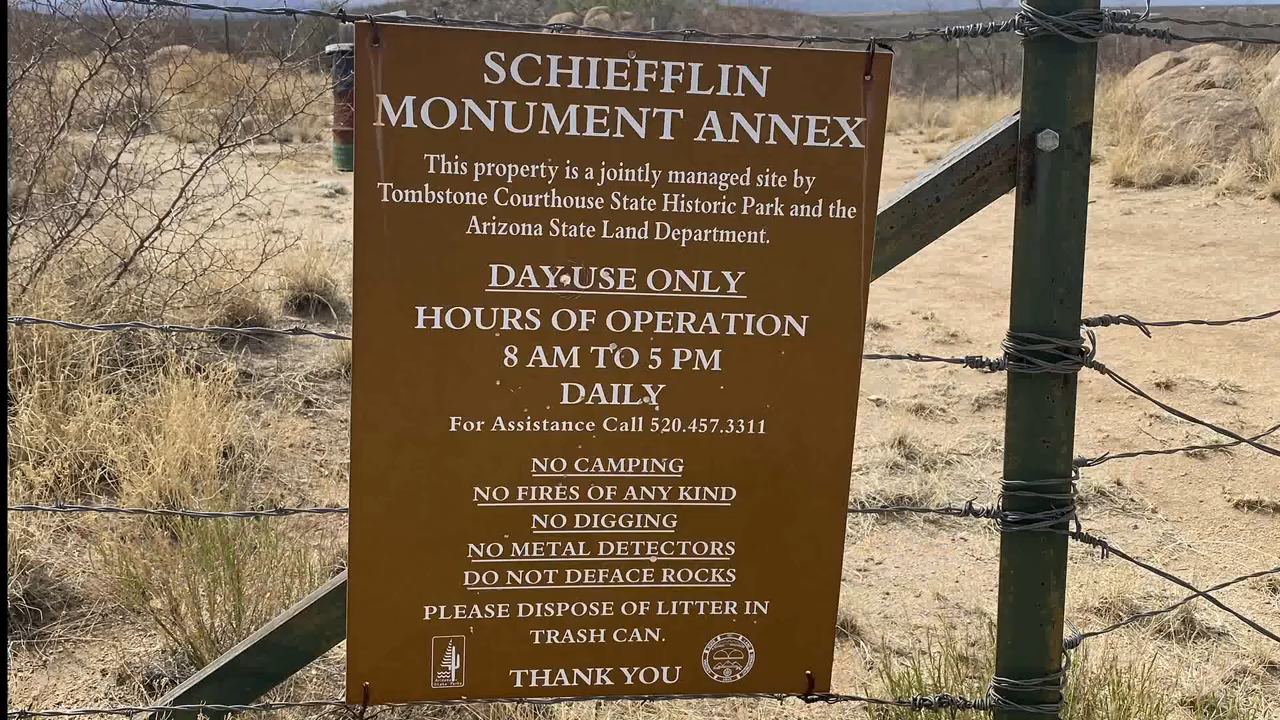 SCHIEFFLIN
MONUMENT ANNEX
This property is a jointly managed site by
Tombstone Courthouse State Historic Park and the
Arizona State Land Department.
DAY USE ONLY
HOURS OF OPERATION
8 AM TO 5 PM
DAILY
For Assistance Call 520.457.3311
NO CAMPING
NO FIRES OF ANY KIND
NO DIGGING
NO METAL DETECTORS
DO NOT DEFACE ROCKS
PLEASE DISPOSE OF LITTER IN
TRASH CAN.
THANK YOU
Arizona
State Parks